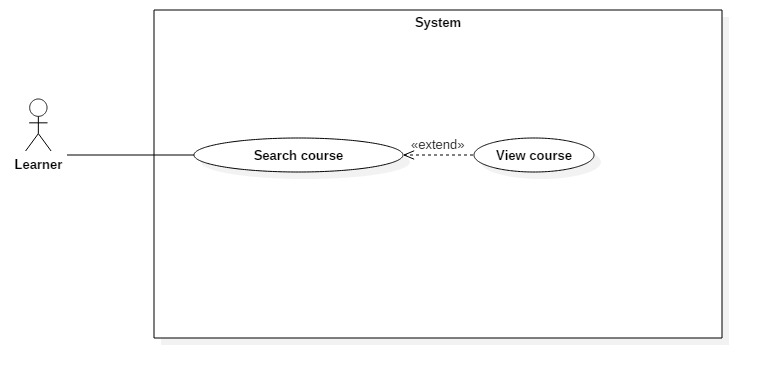 System
«extend»
Search course
View course
Learner